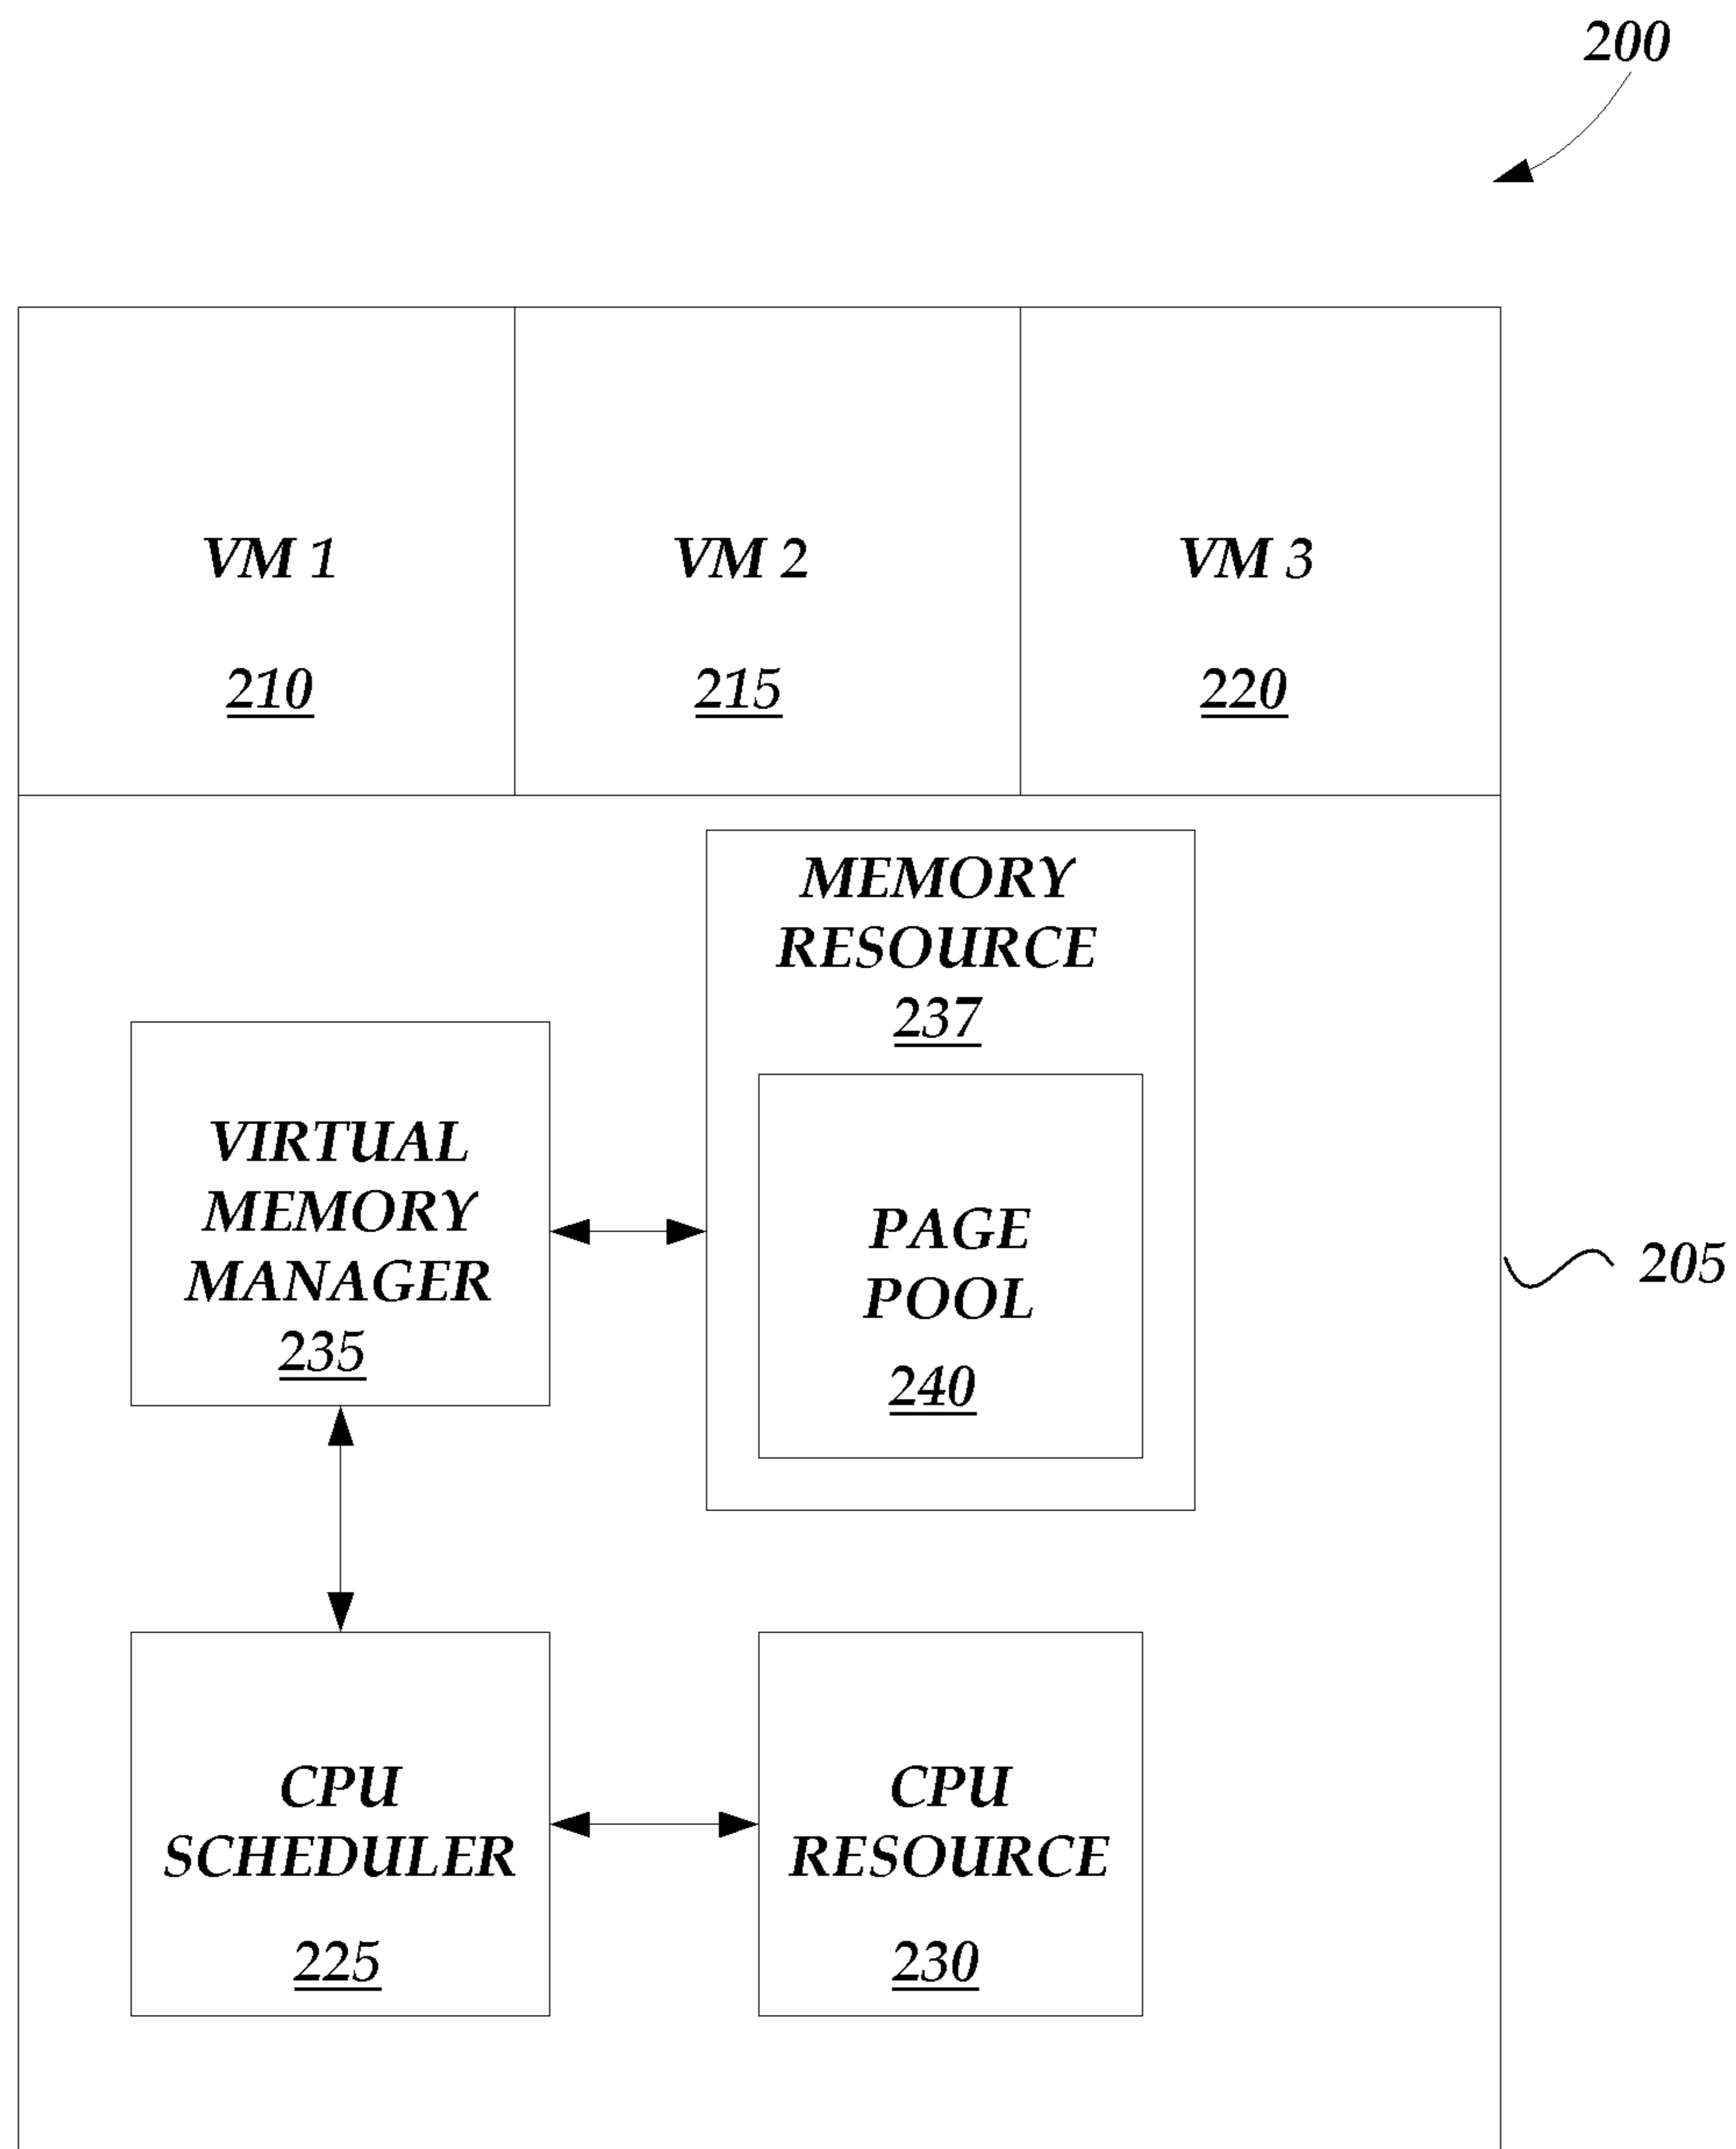 200
VM 1
210
VM 2
215
VM 3
220
MEMORY
RESOURCE
237
VIRTUAL
MEMORY
MANAGER
235
PAGE
POOL
240
205
CPU
SCHEDULER
225
CPU
RESOURCE
230